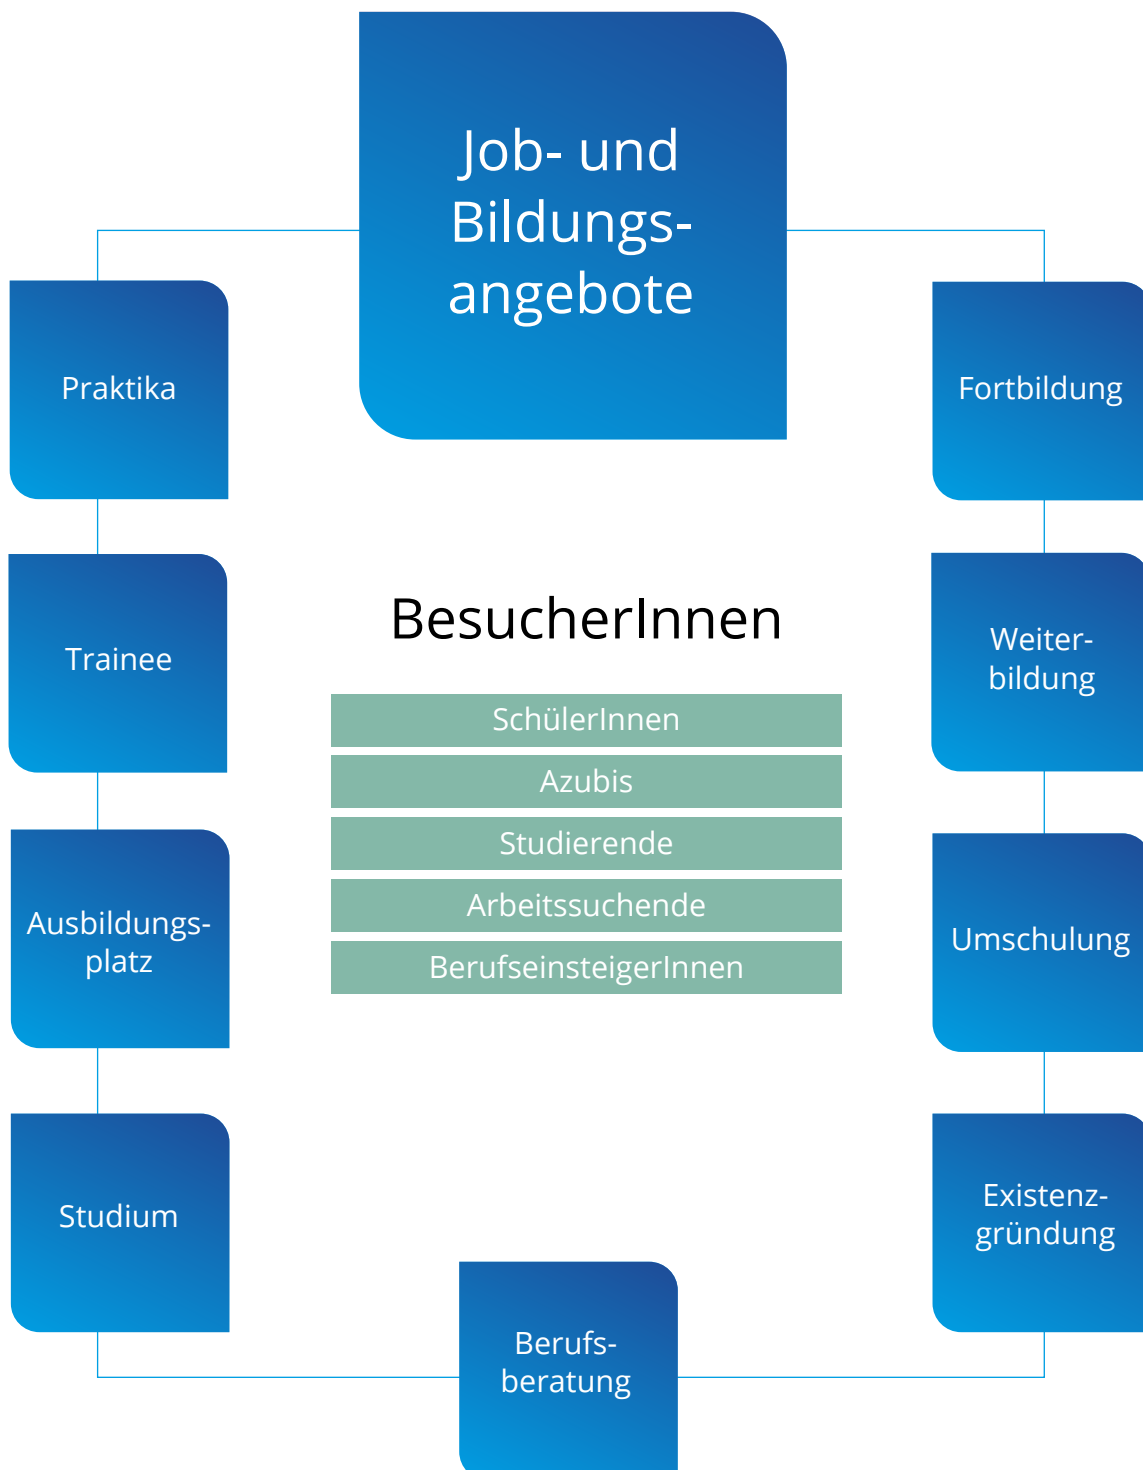 Job- und
Bildungs-
angebote
Praktika
Fortbildung
Trainee
Weiter-
bildung
BesucherInnen
SchülerInnen
Azubis
Studierende
Arbeitssuchende
BerufseinsteigerInnen
Ausbildungs-
platz
Umschulung
Studium
Existenz-
gründung
Berufs-
beratung